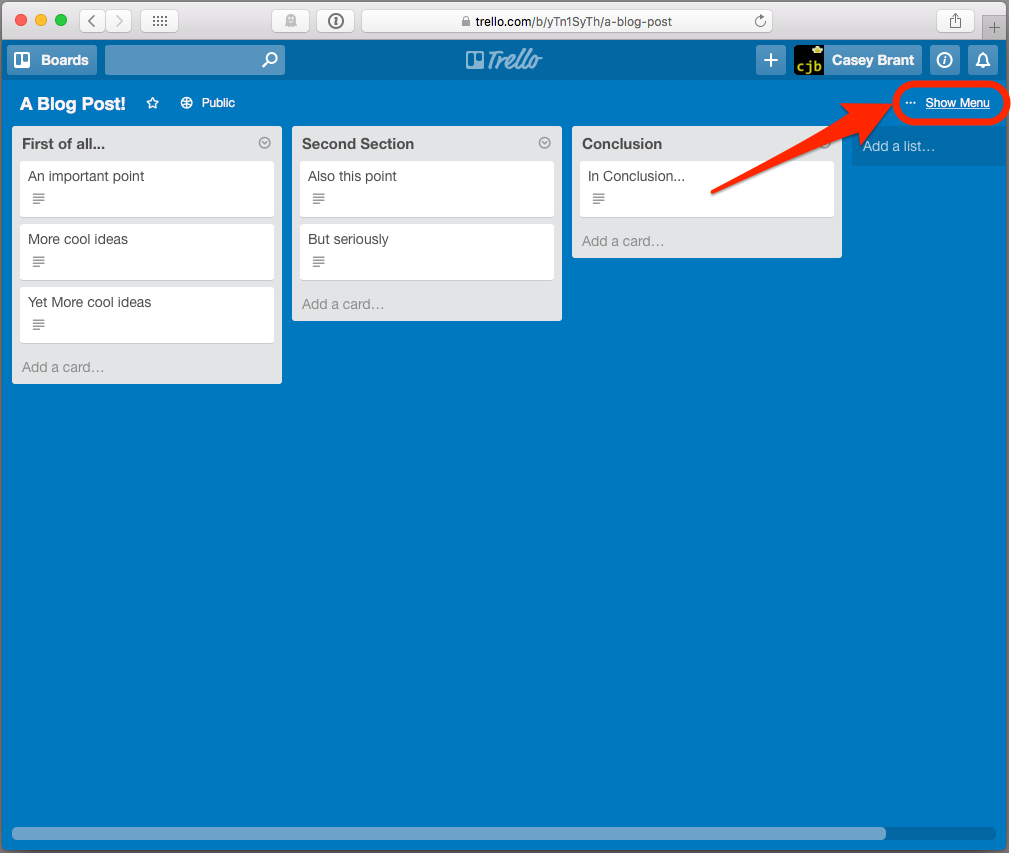 trello.com/b/yTn1SyTh/a-blog-post
Boards
Trello
cjb
Casey Brant
A Blog Post!
Public
... Show Menu
First of all...
An important point
More cool ideas
Yet More cool ideas
Add a card...
Second Section
Also this point
But seriously
Add a card...
Conclusion
In Conclusion...
Add a card...
Add a list...